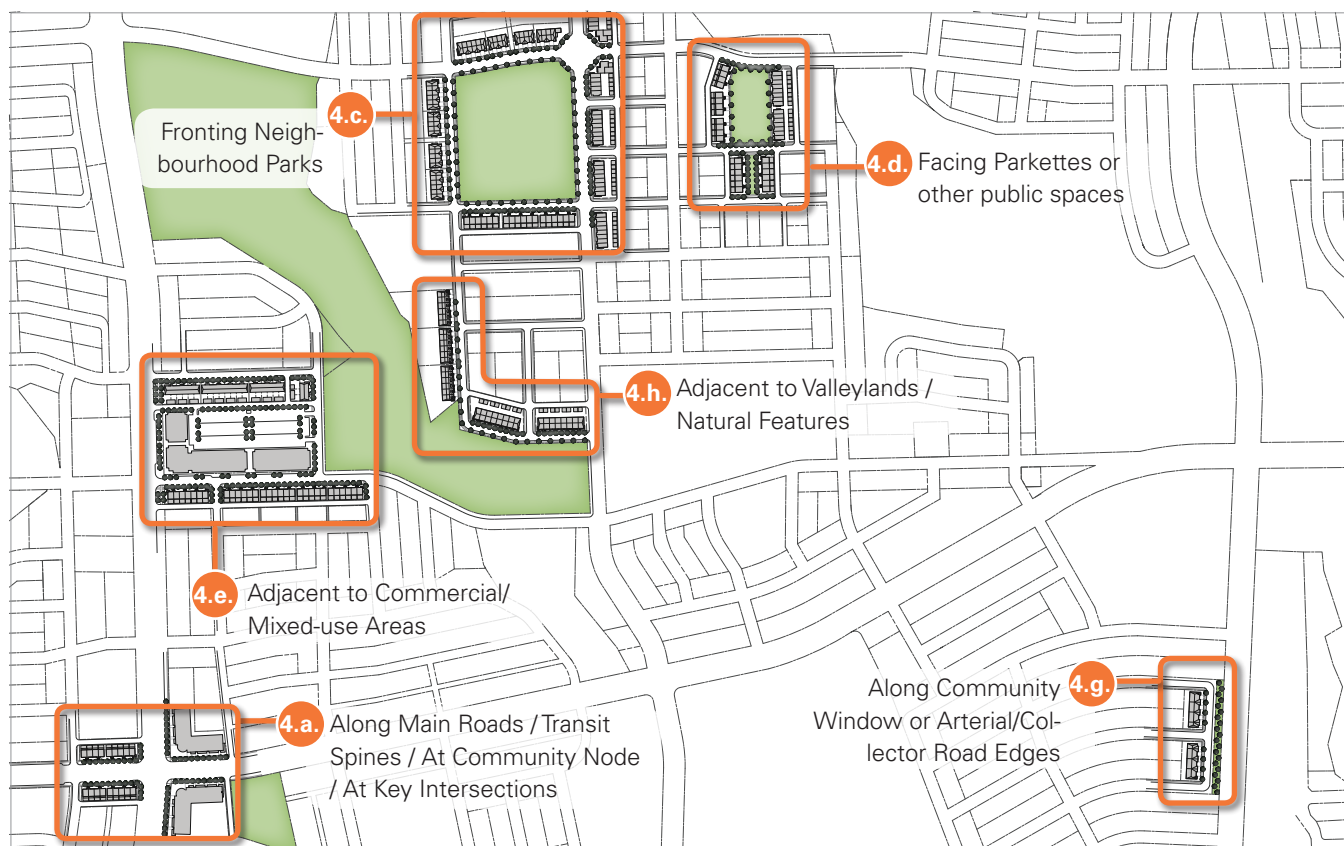 Fronting Neigh-
bourhood Parks
4.c.
4.d.
Facing Parkettes or
other public spaces
4.h.
Adjacent to Valleylands /
Natural Features
4.e.
Adjacent to Commercial/
Mixed-use Areas
4.a.
Along Main Roads / Transit
Spines / At Community Node
/ At Key Intersections
Along Community
Window or Arterial/Col-
lector Road Edges
4.g.